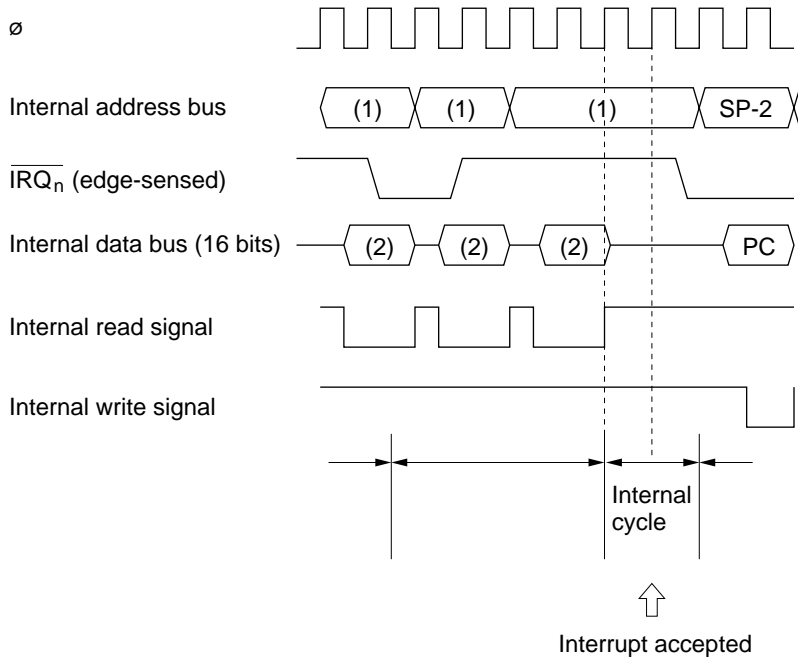 ø
Internal address bus (1) (1) (1) SP-2
IRQn (edge-sensed)
Internal data bus (16 bits) (2) (2) (2) PC
Internal read signal
Internal write signal
Internal
cycle
Interrupt accepted